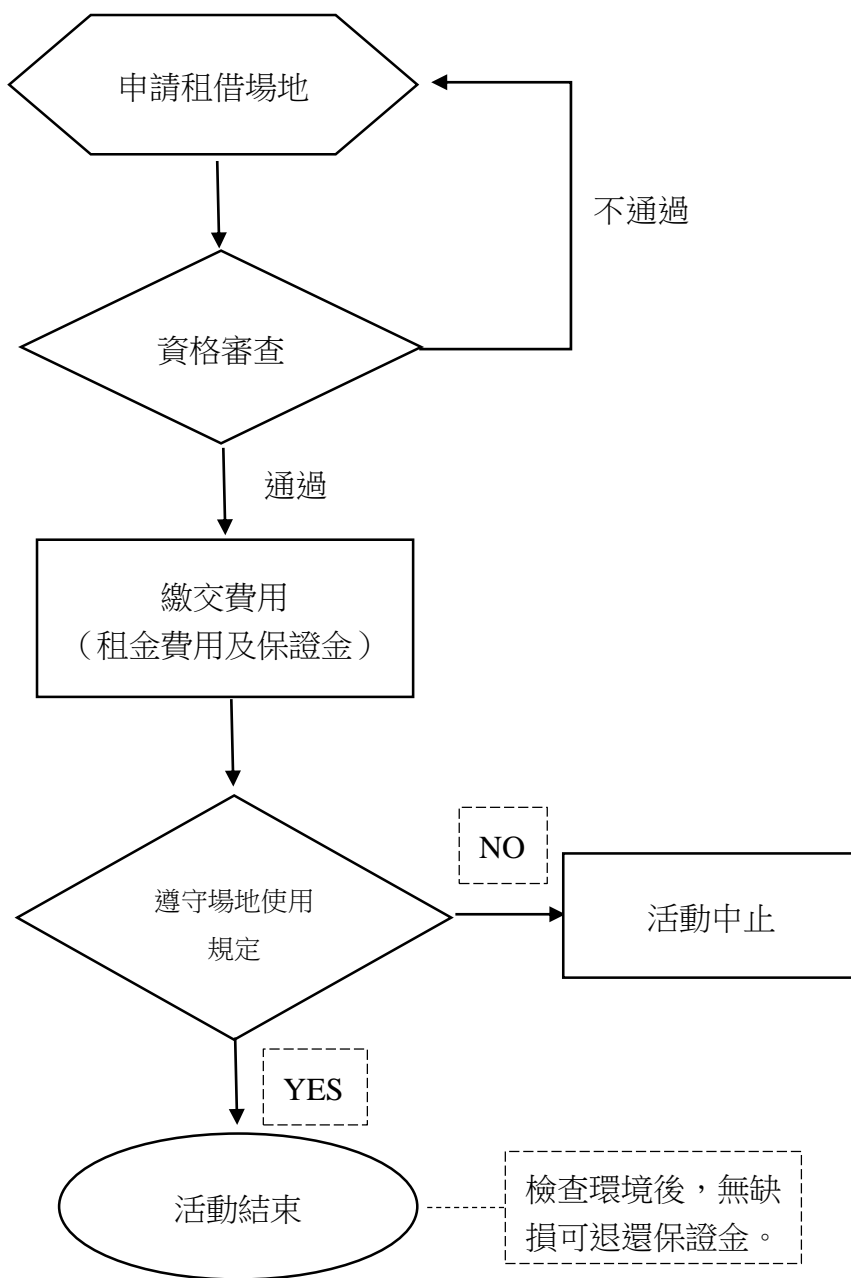 申請租借場地
不通過
資格審查
通過
繳交費用
（租金費用及保證金）
NO
遵守場地使用
規定
活動中止
YES
活動結束
檢查環境後，無缺
損可退還保證金。